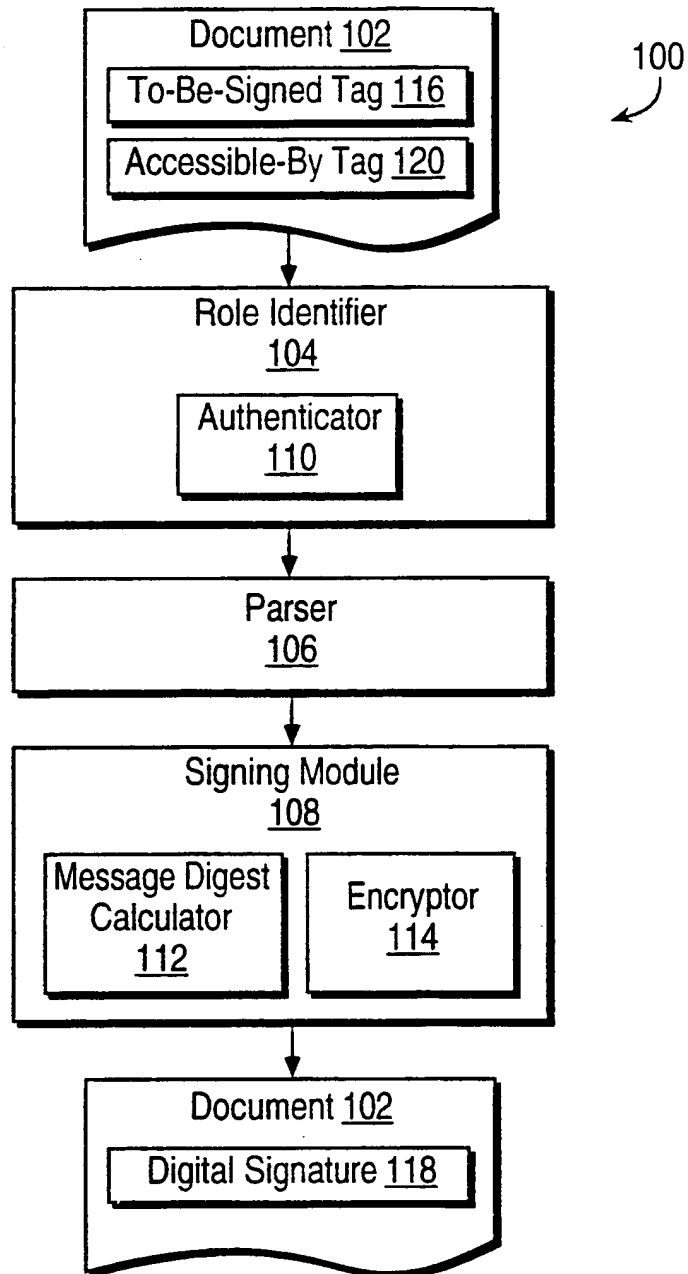 Document 102
100
To-Be-Signed Tag 116
Accessible-By Tag 120
Role Identifier
104
Authenticator
110
Parser
106
Signing Module
108
Message Digest
Calculator
112
Encryptor
114
Document 102
Digital Signature 118